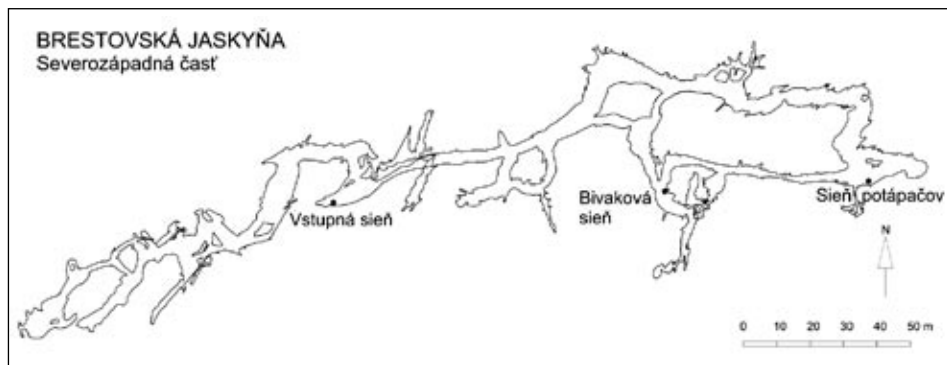 BRESTOVSKÁ JASKYŇA
Severozápadná časť
Vstupná sieň
Bivaková
sieň
Sieň potápačov
N
0 10 20 30 40 50 m